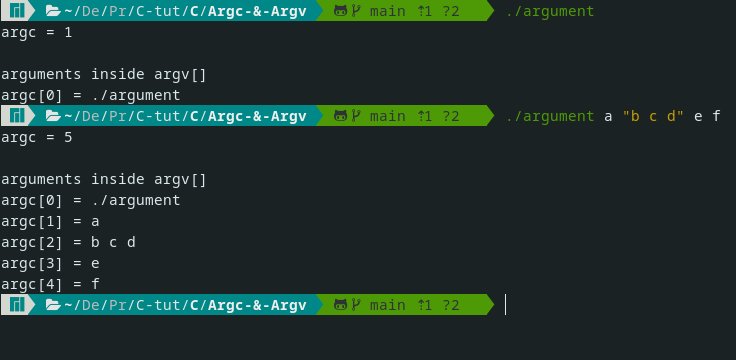 ~/De/Pr/C-tut/C/Argc-&-Argv main ⇡1 ?2 ./argument
argc = 1
arguments inside argv[]
argc[0] = ./argument
~/De/Pr/C-tut/C/Argc-&-Argv main ⇡1 ?2 ./argument a "b c d" e f
argc = 5
arguments inside argv[]
argc[0] = ./argument
argc[1] = a
argc[2] = b c d
argc[3] = e
argc[4] = f
~/De/Pr/C-tut/C/Argc-&-Argv main ⇡1 ?2